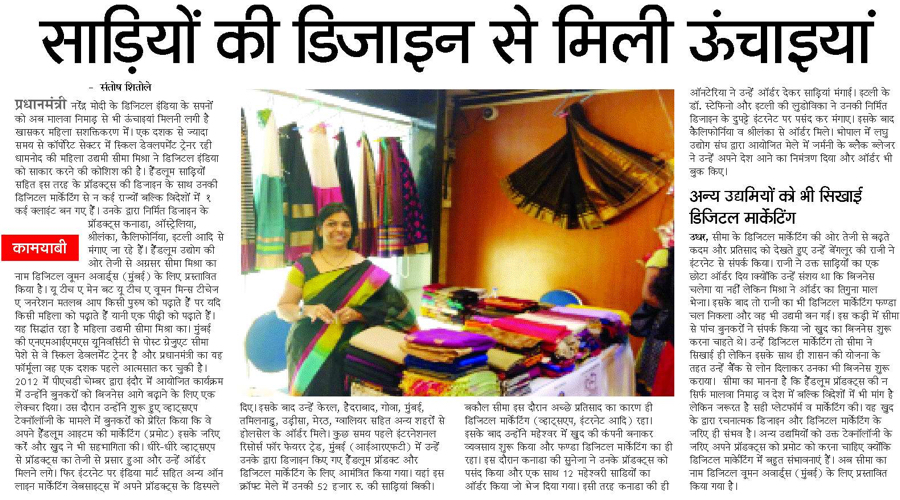 साड़ियों की डिजाइन से मिली ऊंचाइयां
- संतोष शितोले
प्रधानमंत्री नरेंद्र मोदी के डिजिटल इंडिया के सपनों
को अब मालवा निमाड़ से भी ऊंचाइयां मिलनी लगी है
खासकर महिला सशक्तिकरण में। एक दशक से ज्यादा
समय से कॉर्पोरेट सेक्टर में स्किल डेवलपमेंट ट्रेनर रही
धामनोद की महिला उद्यमी सीमा मिश्रा ने डिजिटल इंडिया
को साकार करने की कोशिश की है। हैंडलूम साड़ियों
सहित इस तरह के प्रॉडक्ट्स की डिजाइन के साथ उनकी
डिजिटल मार्केटिंग से न कई राज्यों बल्कि विदेशों में १
कई क्लाइंट बन गए हैं। उनके द्वारा निर्मित डिजाइन के
प्रॉडक्ट्स कनाडा, ऑस्ट्रेलिया,
श्रीलंका, कैलिफोर्निया, इटली आदि से
मंगाए जा रहे हैं। हैंडलूम उद्योग की
ओर तेजी से अग्रसर सीमा मिश्रा का
कामयाबी
नाम डिजिटल वूमन अवार्ड्स (मुंबई) के लिए प्रस्तावित
किया है। यू टीच ए मेन बट यू टीच ए वूमन मिन्स टीचेज
ए जनरेशन मतलब आप किसी पुरुष को पढ़ाते हैं पर यदि
किसी महिला को पढ़ाते हैं यानी एक पीढ़ी को पढ़ाते हैं।
यह सिद्धांत रहा है महिला उद्यमी सीमा मिश्रा का। मुंबई
की एनएमआईएमएस यूनिवर्सिटी से पोस्ट ग्रेजुएट सीमा
पेशे से वे स्किल डेवलमेंट ट्रेनर है और प्रधानमंत्री का यह
फॉर्मूला वह एक दशक पहले आत्मसात कर चुकी है।
2012 में पीएचडी चेम्बर द्वारा इंदौर में आयोजित कार्यक्रम
में उन्होंने बुनकरों को बिजनेस आगे बढ़ाने के लिए एक
लेक्चर दिया। उस दौरान उन्होंने शुरू हुए व्हाट्सएप
टेक्नॉलॉजी के मामले में बुनकरों को प्रेरित किया कि वे
अपने हैंडलूम आइटम की मार्केटिंग (प्रमोट) इसके जरिए
करें और खुद ने भी सहभागिता की। धीरे-धीरे व्हाट्सएप
से प्रॉडक्ट्स का तेजी से प्रसार हुआ और उन्हें ऑर्डर
मिलने लगे। फिर इंटरनेट पर इंडिया मार्ट सहित अन्य ऑन
लाइन मार्केटिंग वेबसाइट्स में अपने प्रॉडक्ट्स के डिस्पले
दिए। इसके बाद उन्हें केरल, हैदराबाद, गोवा, मुंबई,
तमिलनाडु, उड़ीसा, मेरठ, ग्वालियर सहित अन्य शहरों से
होलसेल के ऑर्डर मिले। कुछ समय पहले इंटरनेशनल
रिसोर्स फॉर फेयरर ट्रेड, मुंबई (आईआरएफटी) में उन्हें
उनके द्वारा डिजाइन किए गए हैंडलूम प्रॉडक्ट और
डिजिटल मार्केटिंग के लिए आमंत्रित किया गया। यहां इस
क्रॉफ्ट मेले में उनकी 52 हजार रु. की साड़ियां बिकी।
बकौल सीमा इस दौरान अच्छे प्रतिसाद का कारण ही
डिजिटल मार्केटिंग (व्हाट्सएप, इंटरनेट आदि) रहा।
इसके बाद उन्होंने महेश्वर में खुद की कंपनी बनाकर
व्यवसाय शुरू किया और फण्डा डिजिटल मार्केटिंग का ही
रहा। इस दौरान कनाडा की सुमेना ने उनके प्रॉडक्ट्स को
पसंद किया और एक साथ 12 महेश्वरी साडियों का
ऑर्डर किया जो भेज दिया गया। इसी तरह कनाडा की ही
ऑनटेरिया ने उन्हें ऑर्डर देकर साड़ियां मंगाई। इटली के
डॉ. स्टेफिनो और इटली की लुडोविका ने उनकी निर्मित
डिजाइन के दुपट्टे इंटरनेट पर पसंद कर मंगाए। इसके बाद
कैलिफोर्निया व श्रीलंका से ऑर्डर मिले। भोपाल में लघु
उद्योग संघ द्वारा आयोजित मेले में जर्मनी के ब्लैक ब्लेजर
ने उन्हें अपने देश आने का निमंत्रण दिया और ऑर्डर भी
बुक किए।
अन्य उद्यमियों को भी सिखाई
डिजिटल मार्केटिंग
उधर, सीमा के डिजिटल मार्केटिंग की ओर तेजी से बढ़ते
कदम और प्रतिसाद को देखते हुए उन्हें बेंगलूर की राजी ने
इंटरनेट से संपर्क किया। राजी ने उक्त साड़ियों का एक
छोटा ऑर्डर दिया क्योंकि उन्हें संशय था कि बिजनेस
चलेगा या नहीं लेकिन मिश्रा ने ऑर्डर का तिगुना माल
भेजा। इसके बाद तो राजी का भी डिजिटल मार्केटिंग फण्डा
चल निकला और वह भी उद्यमी बन गई। इस कड़ी में सीमा
से पांच बुनकरों ने संपर्क किया जो खुद का बिजनेस शुरू
करना चाहते थे। उन्हें डिजिटल मार्केटिंग तो सीमा ने
सिखाई ही लेकिन इसके साथ ही शासन की योजना के
तहत उन्हें बैंक से लोन दिलाकर उनका भी बिजनेस शुरू
कराया। सीमा का मानना है कि हैंडलूम प्रॉडक्ट्स की न
सिर्फ मालवा निमाड़ व देश में बल्कि विदेशों में भी मांग है
लेकिन जरूरत है सही प्लेटफॉर्म व मार्केटिंग की। वह खुद
के द्वारा रचनात्मक डिजाइन और डिजिटल मार्केटिंग के
जरिए ही संभव है। अन्य उद्यमियों को उक्त टेक्नॉलॉजी के
जरिए अपने प्रॉडक्ट्स को प्रमोट को करना चाहिए क्योंकि
डिजिटल मार्केटिंग में बहुत संभावनाएं हैं। अब सीमा का
नाम डिजिटल वूमन अवार्ड्स (मुंबई) के लिए प्रस्तावित
किया गया है।